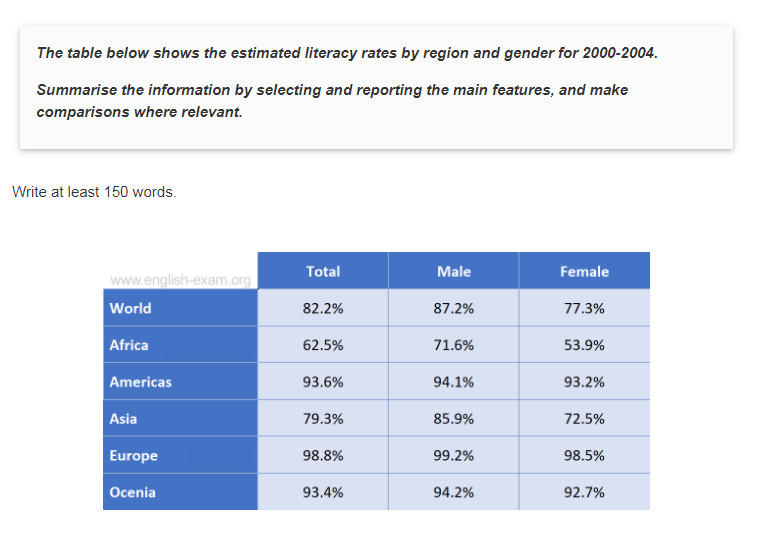 The table below shows the estimated literacy rates by region and gender for 2000-2004.
Summarise the information by selecting and reporting the main features, and make
comparisons where relevant.
Write at least 150 words.
www.english-exam.org Total Male Female
World 82.2% 87.2% 77.3%
Africa 62.5% 71.6% 53.9%
Americas 93.6% 94.1% 93.2%
Asia 79.3% 85.9% 72.5%
Europe 98.8% 99.2% 98.5%
Ocenia 93.4% 94.2% 92.7%